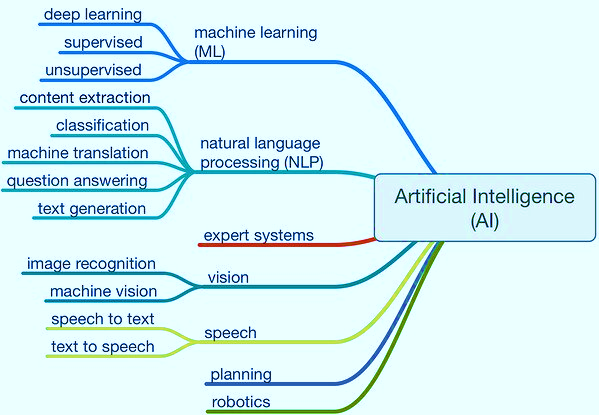 deep learning
supervised
unsupervised
machine learning
(ML)
content extraction
classification
machine translation
question answering
text generation
natural language
processing (NLP)
Artificial Intelligence
(AI)
expert systems
image recognition
machine vision
vision
speech to text
text to speech
speech
planning
robotics